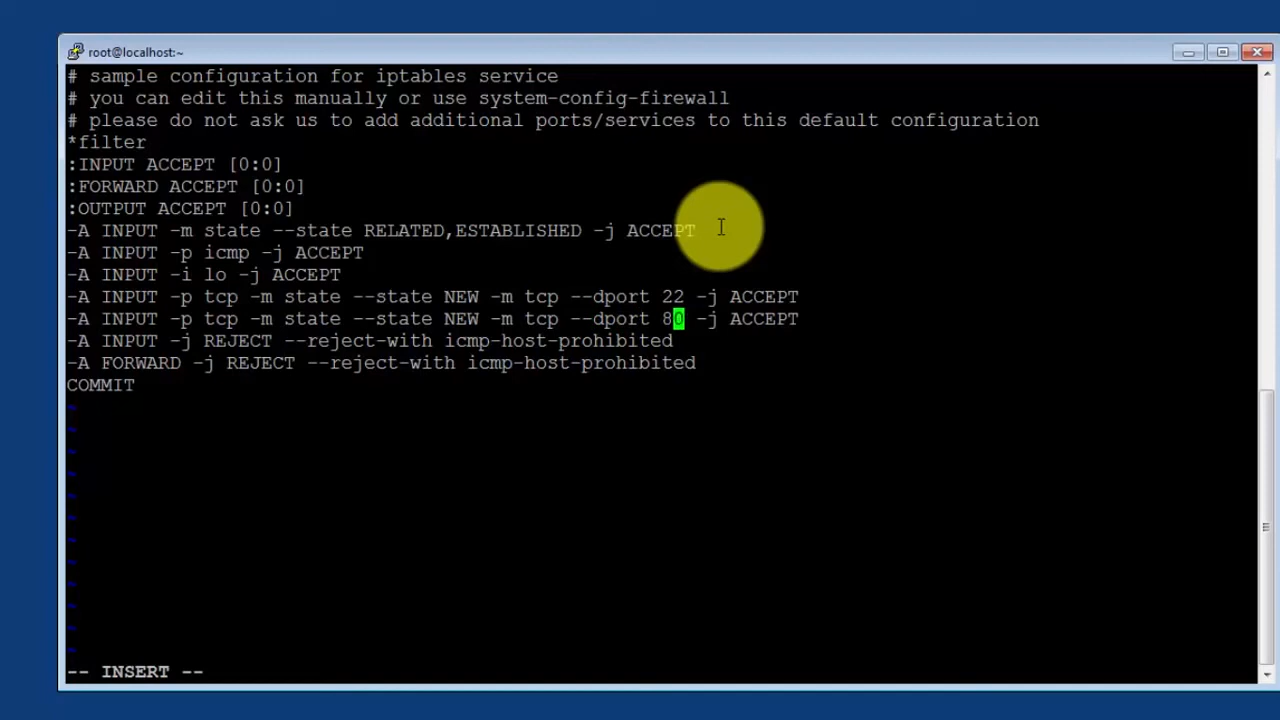 root@localhost:~
# sample configuration for iptables service
# you can edit this manually or use system-config-firewall
# please do not ask us to add additional ports/services to this default configuration
*filter
:INPUT ACCEPT [0:0]
:FORWARD ACCEPT [0:0]
:OUTPUT ACCEPT [0:0]
-A INPUT -m state --state RELATED,ESTABLISHED -j ACCEPT
-A INPUT -p icmp -j ACCEPT
-A INPUT -i lo -j ACCEPT
-A INPUT -p tcp -m state --state NEW -m tcp --dport 22 -j ACCEPT
-A INPUT -p tcp -m state --state NEW -m tcp --dport 80 -j ACCEPT
-A INPUT -j REJECT --reject-with icmp-host-prohibited
-A FORWARD -j REJECT --reject-with icmp-host-prohibited
COMMIT
~
~
~
~
~
~
~
~
~
~
~
~
-- INSERT --